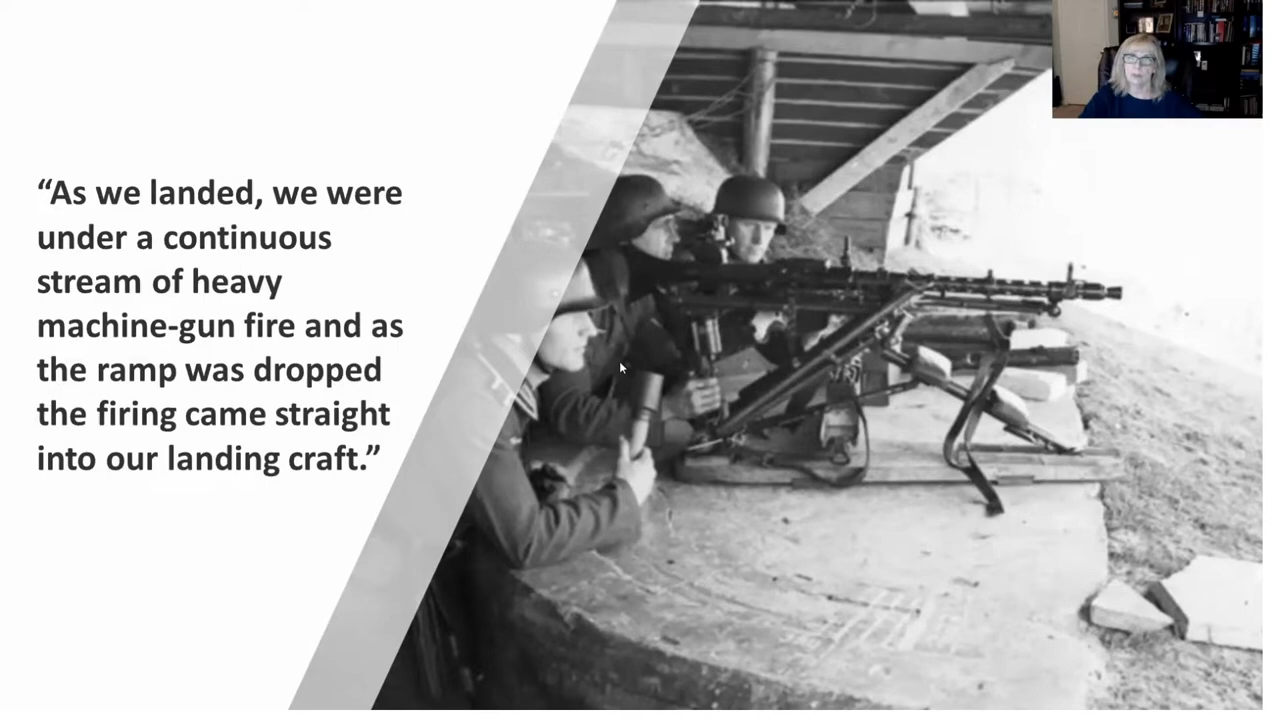 “As we landed, we were
under a continuous
stream of heavy
machine-gun fire and as
the ramp was dropped
the firing came straight
into our landing craft.”